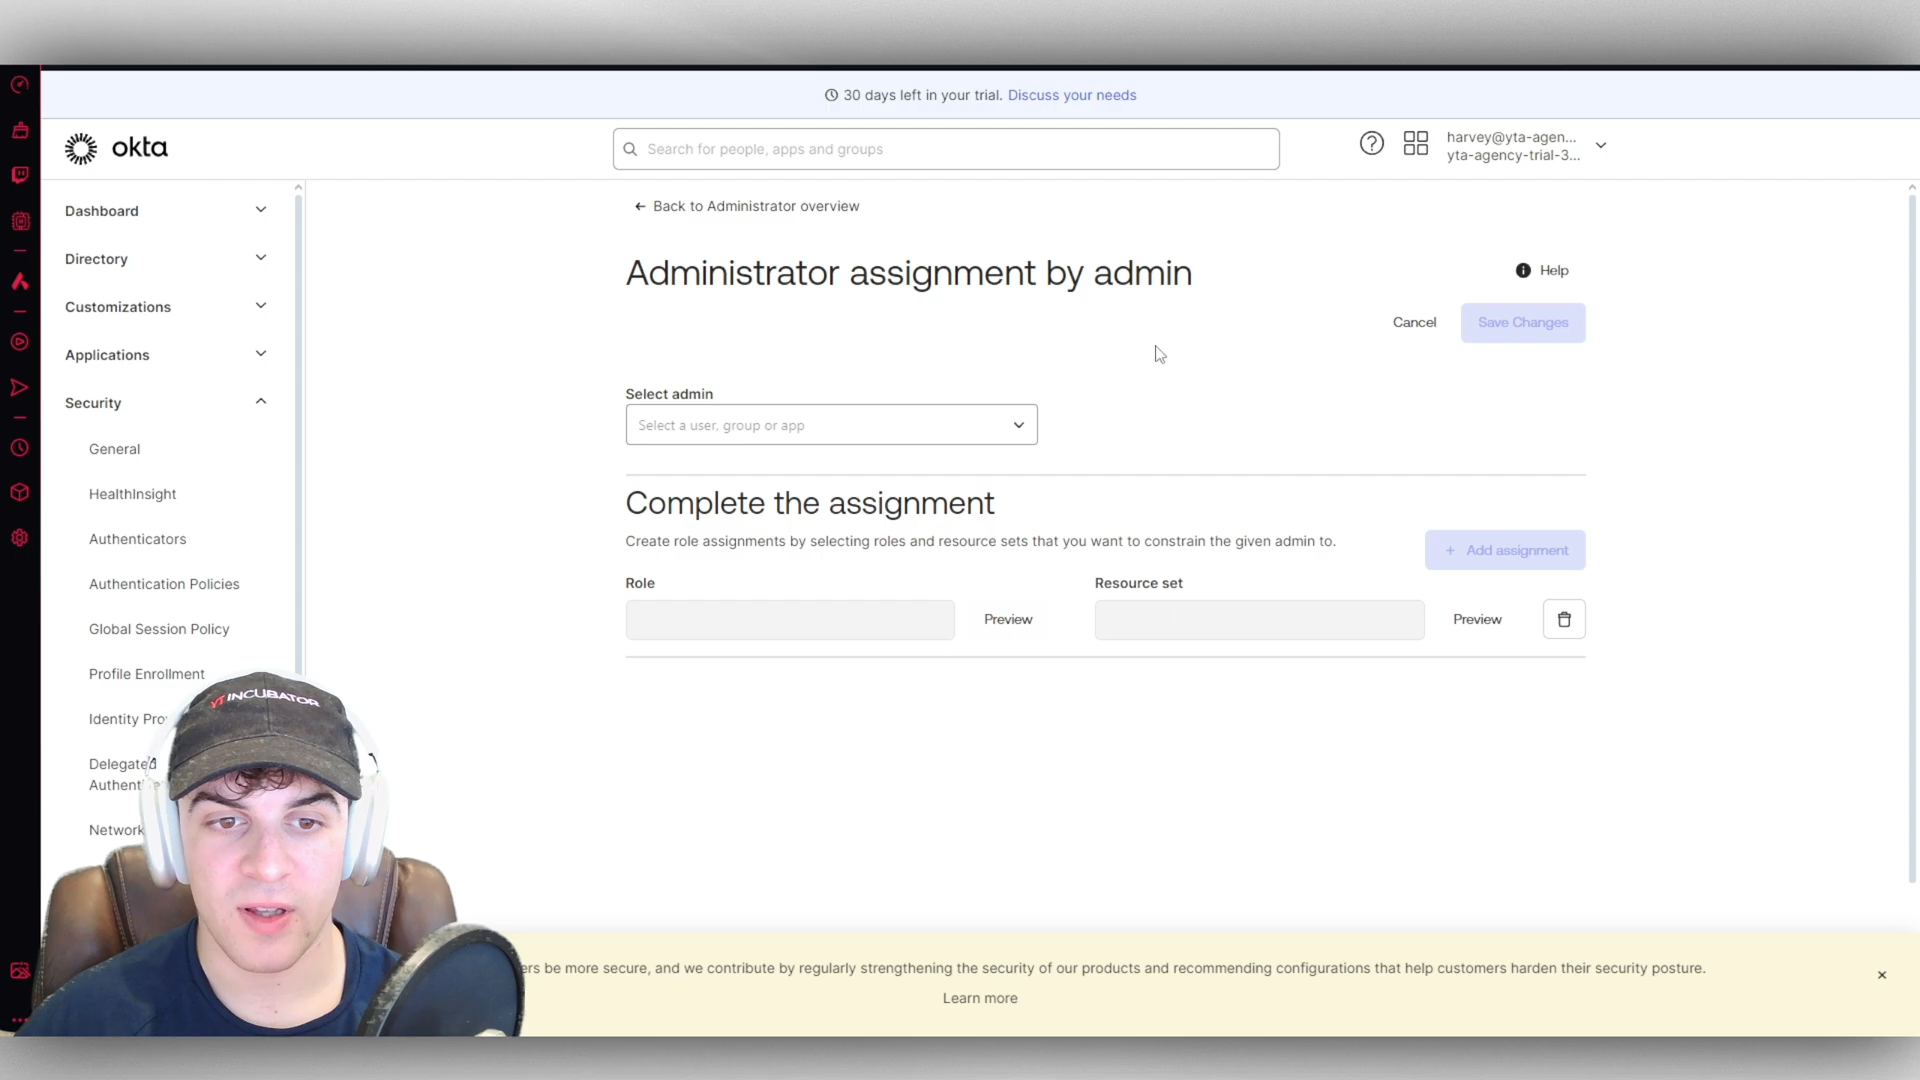 30 days left in your trial. Discuss your needs
okta
Search for people, apps and groups
harvey@yta-agen...
yta-agency-trial-3...
Dashboard
Directory
Customizations
Applications
Security
General
HealthInsight
Authenticators
Authentication Policies
Global Session Policy
Profile Enrollment
Identity
Delegated
Network
← Back to Administrator overview
Administrator assignment by admin
Help
Cancel
Save Changes
Select admin
Select a user, group or app
Complete the assignment
Create role assignments by selecting roles and resource sets that you want to constrain the given admin to.
+ Add assignment
Role
Resource set
Preview
Preview
YT INCUBATOR
be more secure, and we contribute by regularly strengthening the security of our products and recommending configurations that help customers harden their security posture.
Learn more